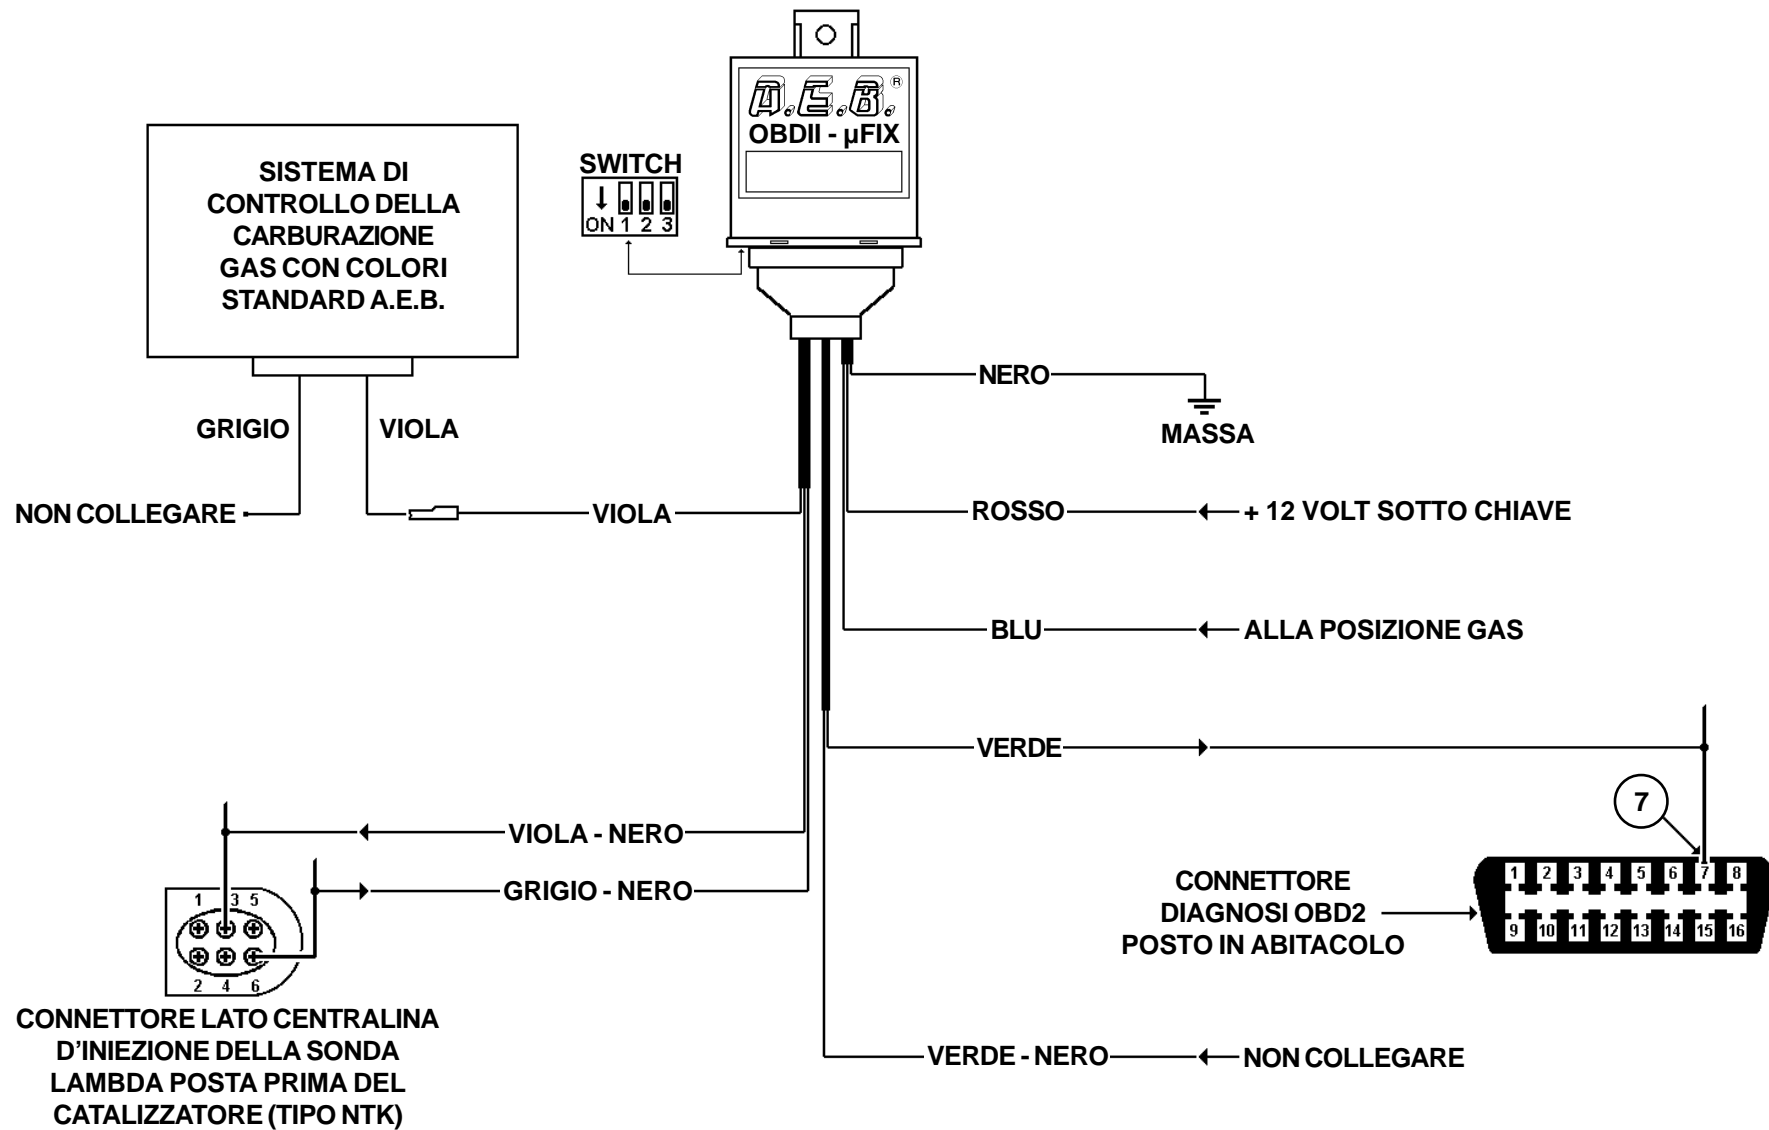 A.E.B.®
OBDII - µFIX
SWITCH
ON 1 2 3
SISTEMA DI
CONTROLLO DELLA
CARBURAZIONE
GAS CON COLORI
STANDARD A.E.B.
GRIGIO
VIOLA
NON COLLEGARE
VIOLA
NERO
MASSA
ROSSO
+ 12 VOLT SOTTO CHIAVE
BLU
ALLA POSIZIONE GAS
VERDE
7
VIOLA - NERO
GRIGIO - NERO
1 3 5
2 4 6
CONNETTORE LATO CENTRALINA
D'INIEZIONE DELLA SONDA
LAMBDA POSTA PRIMA DEL
CATALIZZATORE (TIPO NTK)
CONNETTORE
DIAGNOSI OBD2
POSTO IN ABITACOLO
1 2 3 4 5 6 7 8
9 10 11 12 13 14 15 16
VERDE - NERO
NON COLLEGARE